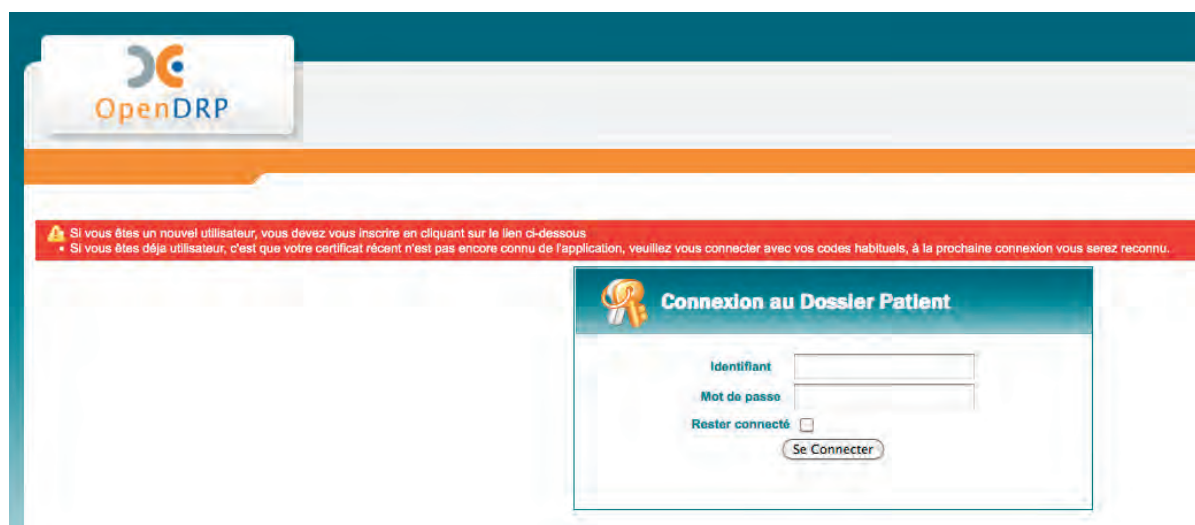 OpenDRP
Si vous êtes un nouvel utilisateur, vous devez vous inscrire en cliquant sur le lien ci-dessous
• Si vous êtes déja utilisateur, c'est que votre certificat récent n'est pas encore connu de l'application, veuillez vous connecter avec vos codes habituels, à la prochaine connexion vous serez reconnu.
Connexion au Dossier Patient
Identifiant
Mot de passe
Rester connecté
Se Connecter